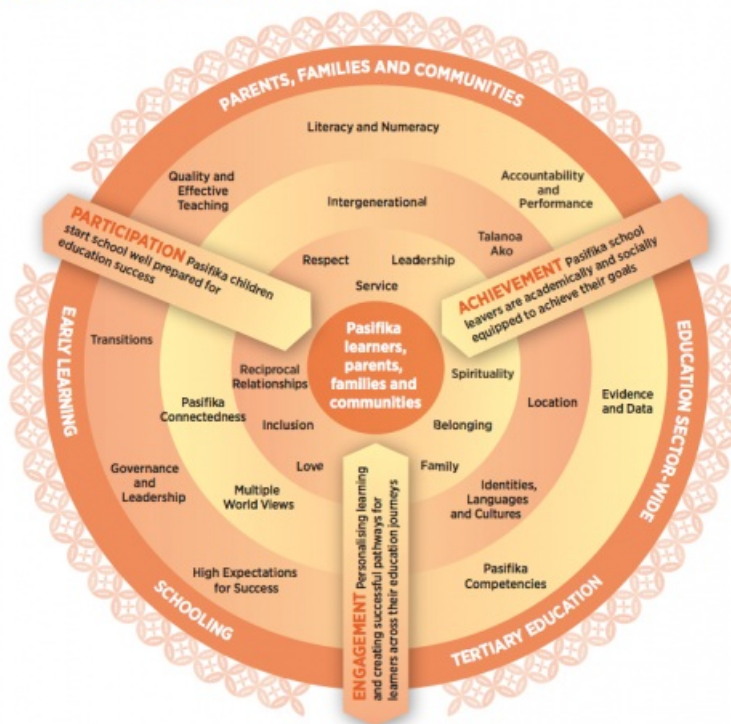 PARENTS, FAMILIES AND COMMUNITIES
Literacy and Numeracy
Quality and
Effective
Teaching
Accountability
and
Performance
Intergenerational
Talanoa
Ako
PARTICIPATION Pasifika children
start school well prepared for
education success
Respect
Leadership
Service
ACHIEVEMENT Pasifika school
leavers are academically and socially
equipped to achieve their goals
EARLY LEARNING
Transitions
Pasifika
learners,
parents,
families and
communities
EDUCATION SECTOR-WIDE
Reciprocal
Relationships
Spirituality
Pasifika
Connectedness
Location
Evidence
and Data
Inclusion
Belonging
Love
Family
Governance
and
Leadership
Multiple
World Views
Identities,
Languages
and Cultures
High Expectations
for Success
Pasifika
Competencies
ENGAGEMENT Personalising learning
and creating successful pathways for
learners across their education journeys
SCHOOLING
TERTIARY EDUCATION